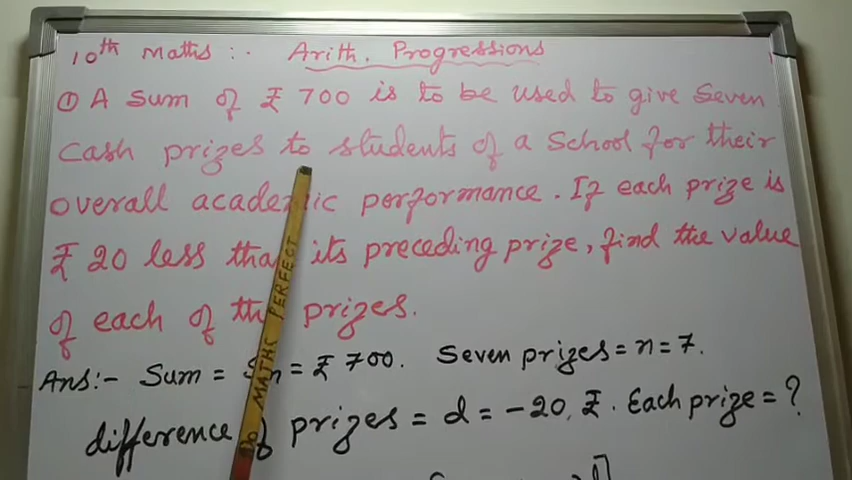 10th Maths :- Arith. Progressions
① A Sum of ₹ 700 is to be used to give Seven
Cash prizes to students of a School for their
overall academic performance. If each prize is
₹ 20 less than its preceding prize, find the value
of each of the prizes.
Ans:- Sum = Sn = ₹ 700. Seven prizes = n = 7.
difference of prizes = d = -20 ₹. Each prize = ?
DO MATHS PERFECT